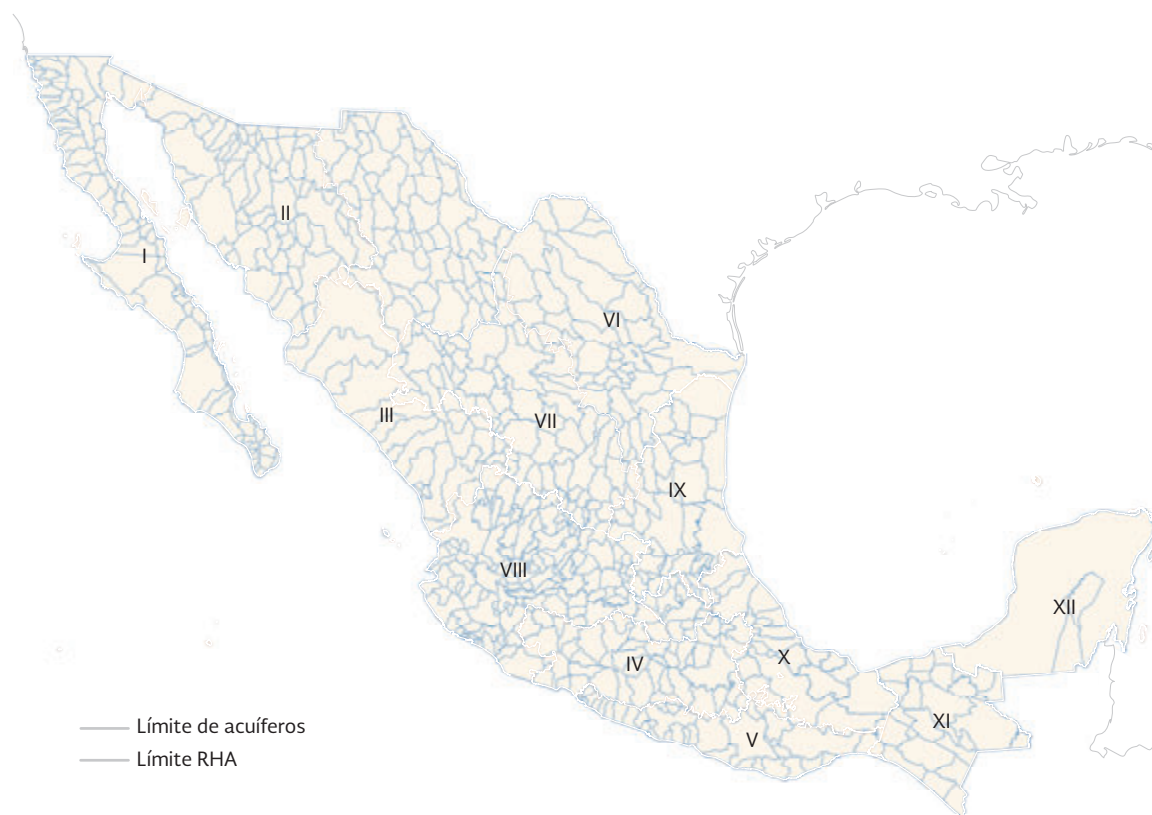 II
I
VI
III
VII
IX
VIII
XII
X
IV
XI
V
Límite de acuíferos
Límite RHA